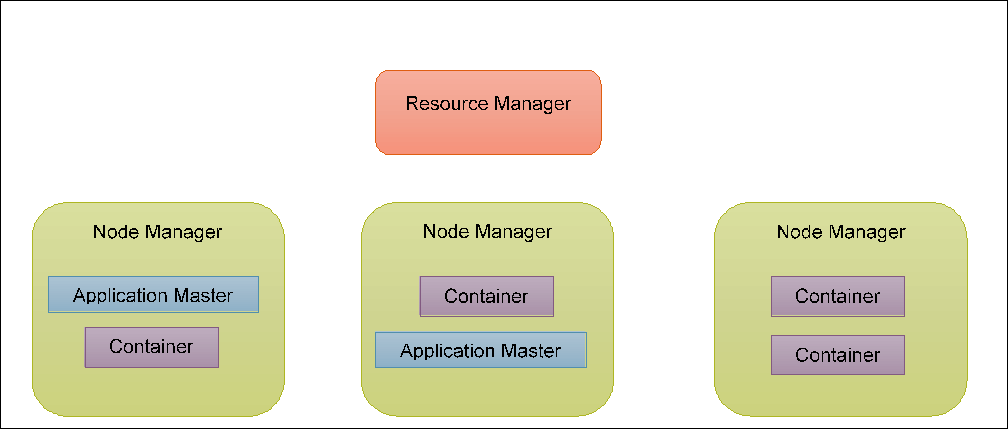 Resource Manager
Node Manager
Application Master
Container
Node Manager
Container
Application Master
Node Manager
Container
Container